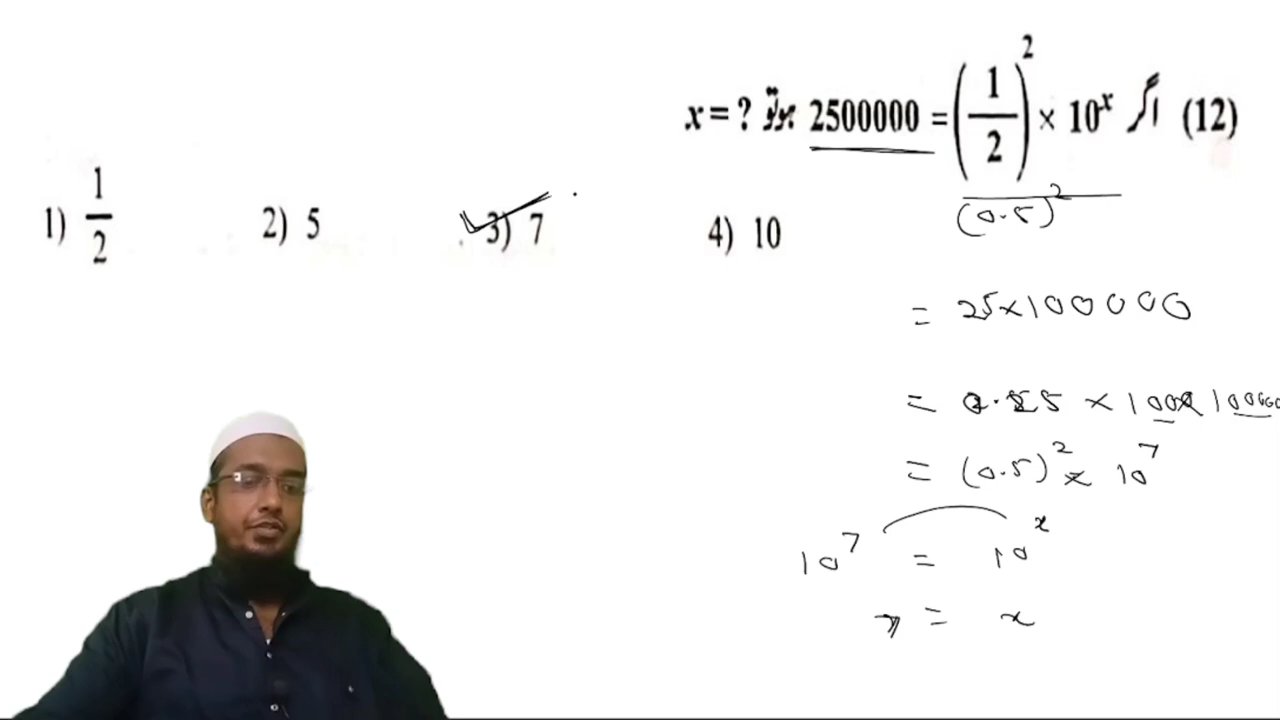 (12) اگر 2500000 = (1/2)² × 10ˣ ہو تو x = ?
1) 1/2 2) 5 3) 7 4) 10
(0.5)²
= 25×100000
= 0.25 × 100× 100000
= (0.5)² × 10⁷
10⁷ = 10ˣ
7 = x